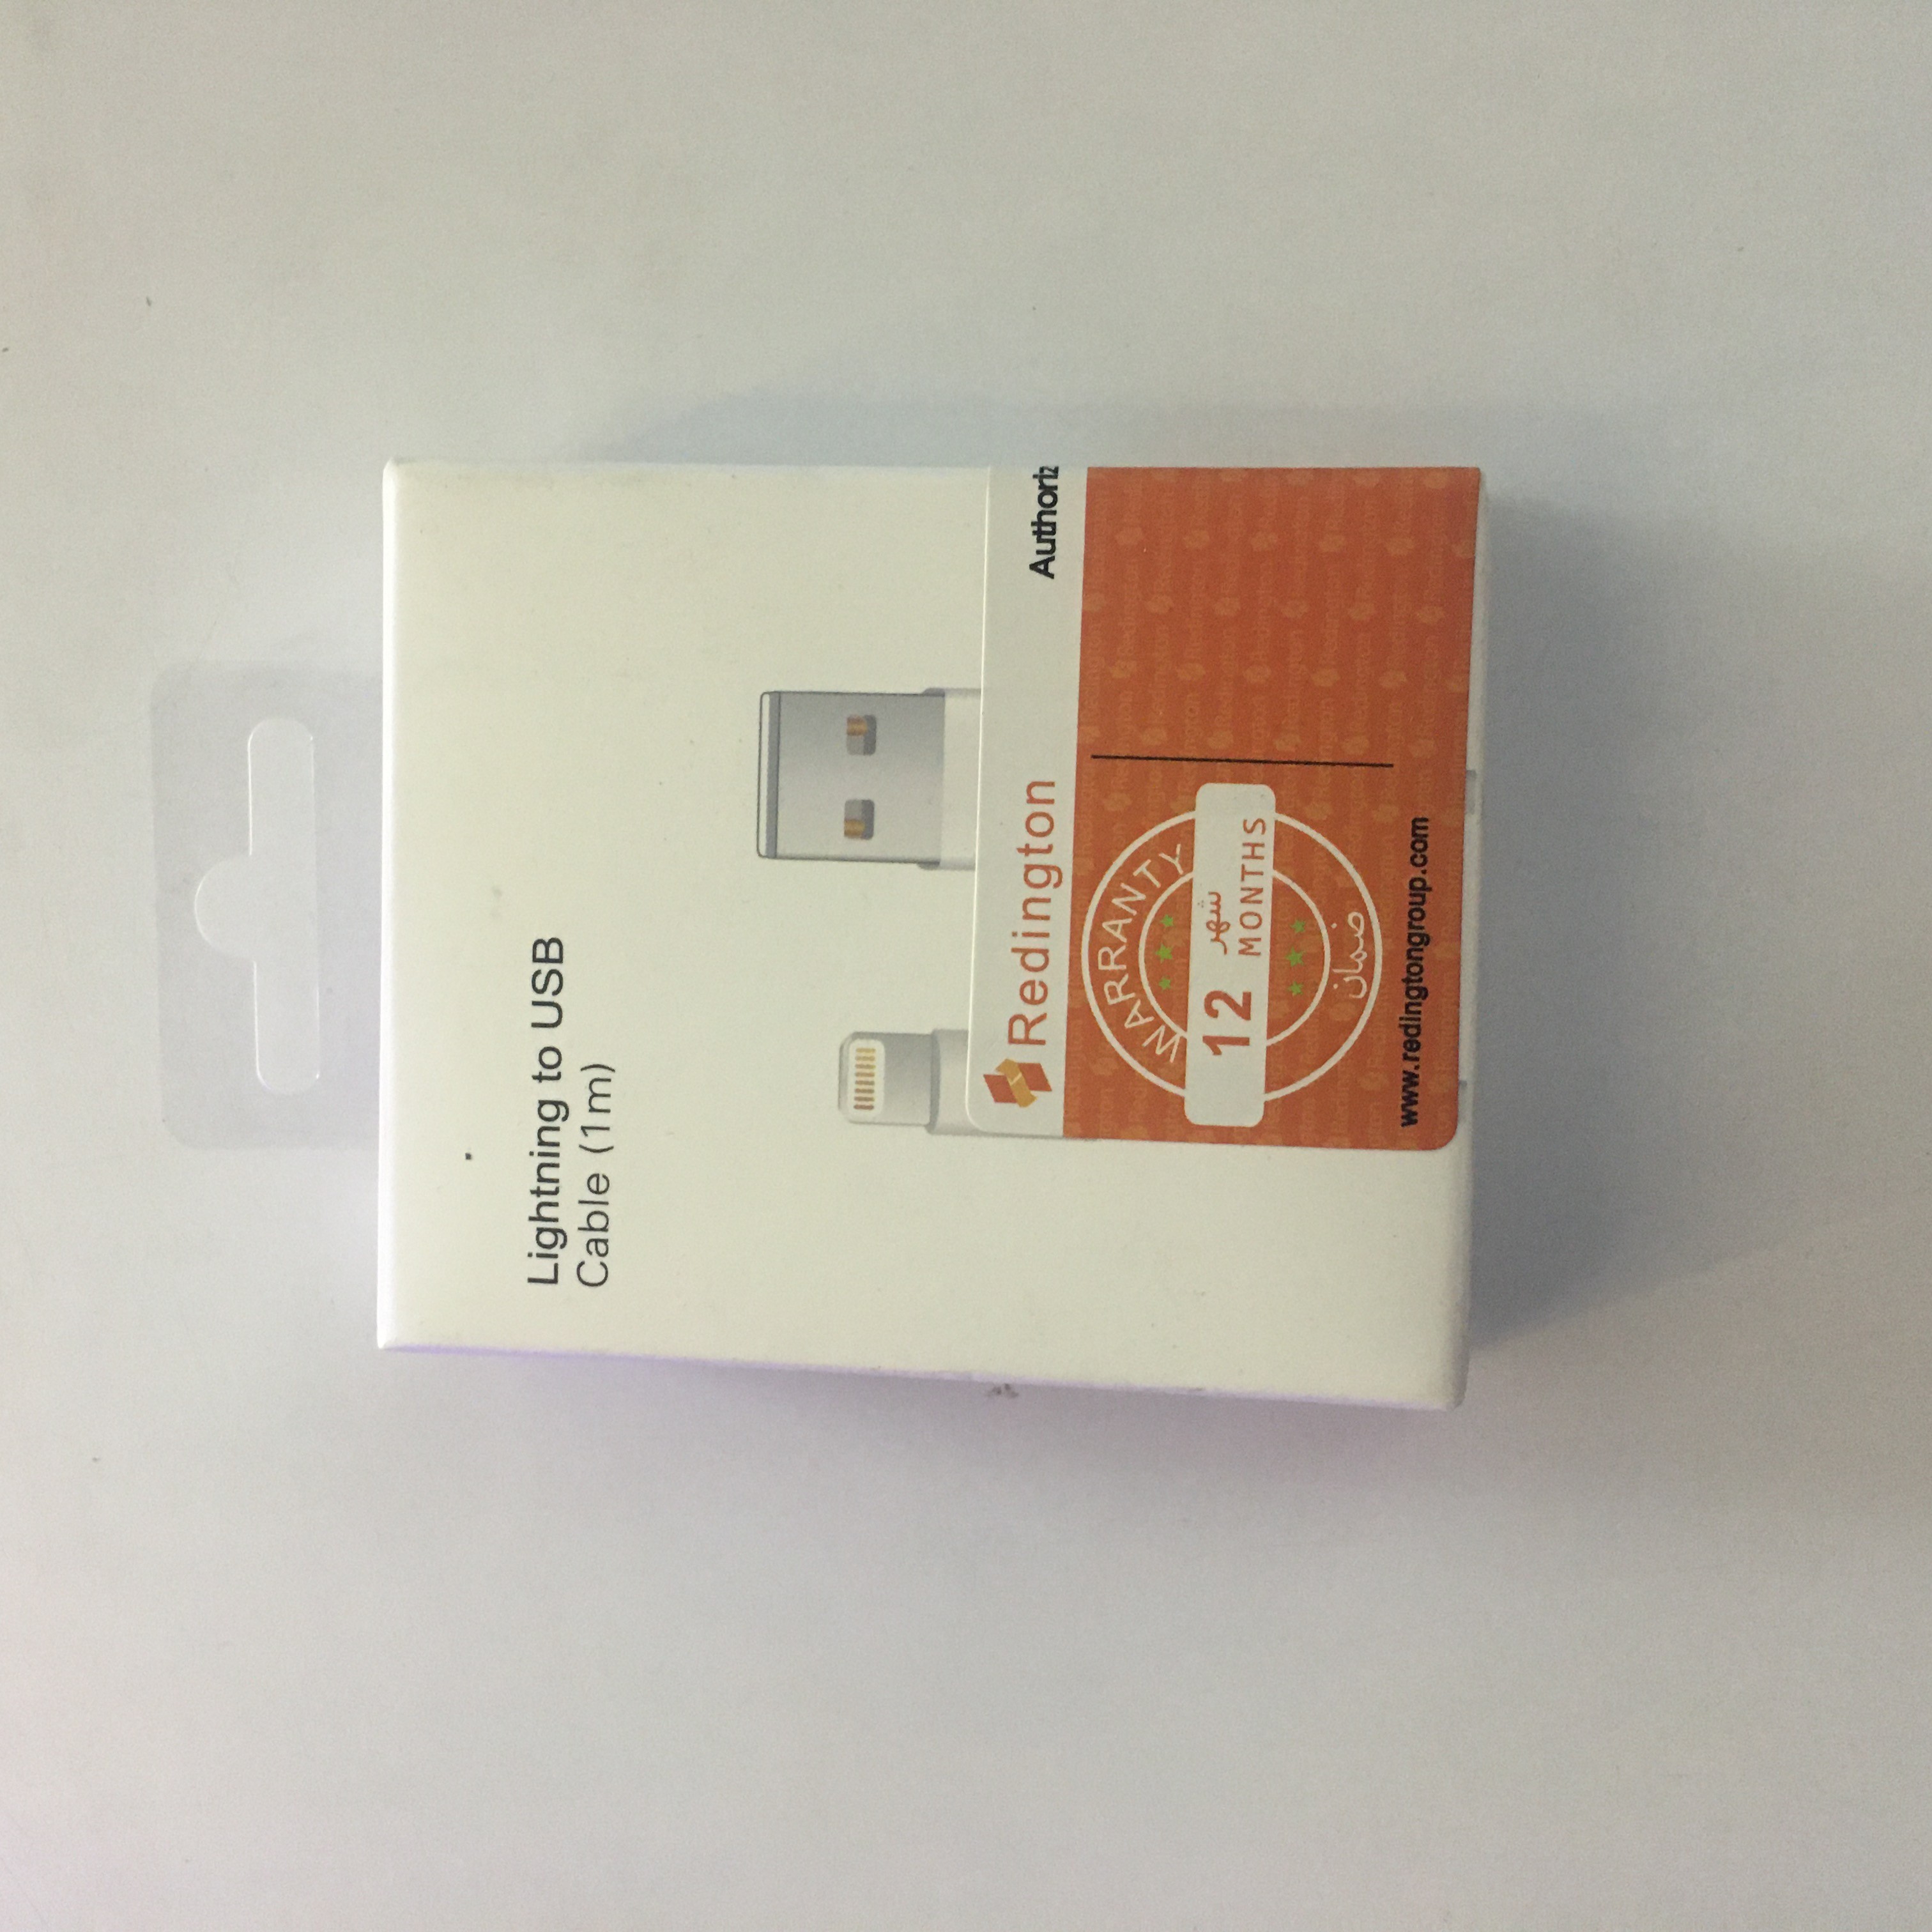 Lightning to USB
Cable (1m)
Redington
Authoriz
WARRANTY
12 شهر
MONTHS
ضمان
www.redingtongroup.com